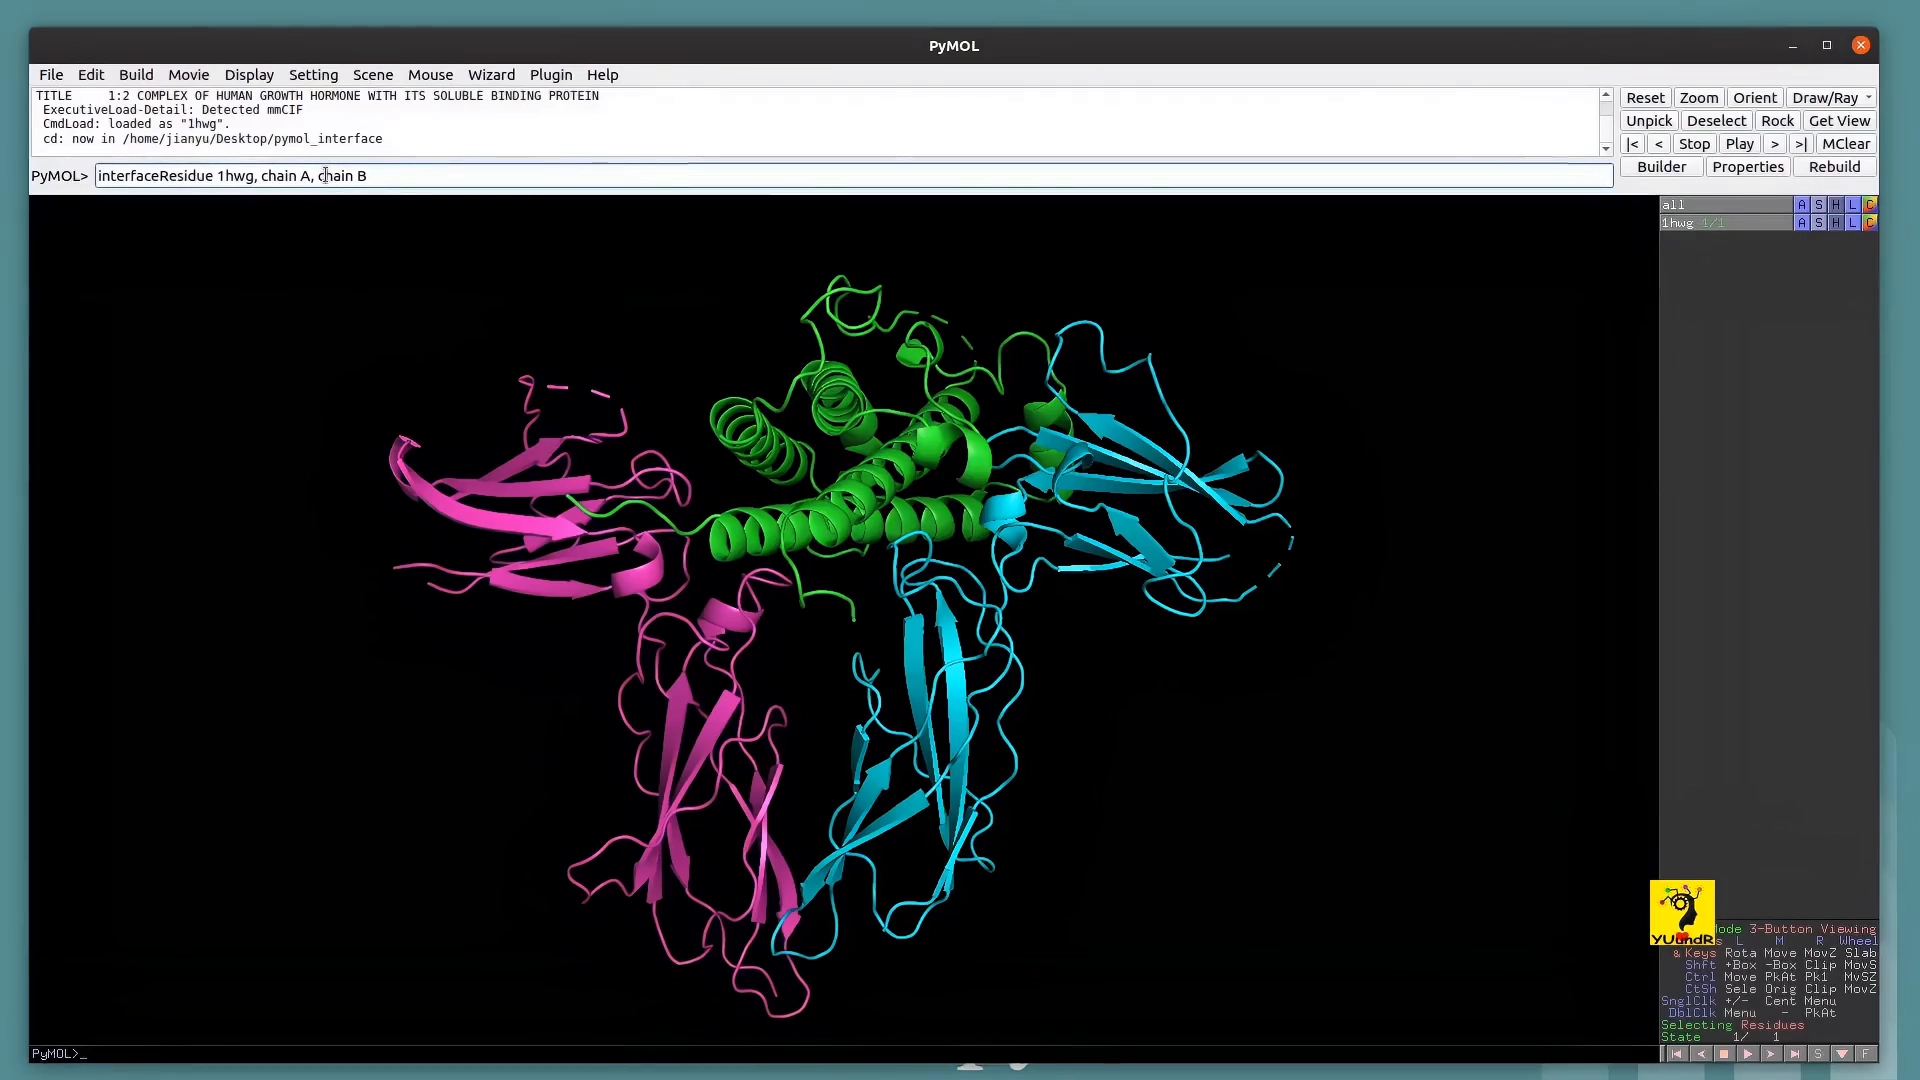 PyMOL
File Edit Build Movie Display Setting Scene Mouse Wizard Plugin Help
TITLE 1:2 COMPLEX OF HUMAN GROWTH HORMONE WITH ITS SOLUBLE BINDING PROTEIN
ExecutiveLoad-Detail: Detected mmCIF
CmdLoad: loaded as "1hwg".
cd: now in /home/jianyu/Desktop/pymol_interface
PyMOL> interfaceResidue 1hwg, chain A, chain B
Reset Zoom Orient Draw/Ray
Unpick Deselect Rock Get View
|< < Stop Play > >| MClear
Builder Properties Rebuild
all A S H L C
1hwg 1/1 A S H L C
YUandR
ode 3-Button Viewing
s L M R Wheel
& Keys Rota Move MovZ Slab
Shft +Box -Box Clip MovS
Ctrl Move PkAt Pk1 MvSZ
CtSh Sele Orig Clip MovZ
SnglClk +/- Cent Menu
DblClk Menu - PkAt
Selecting Residues
State 1/ 1
PyMOL>_
S F